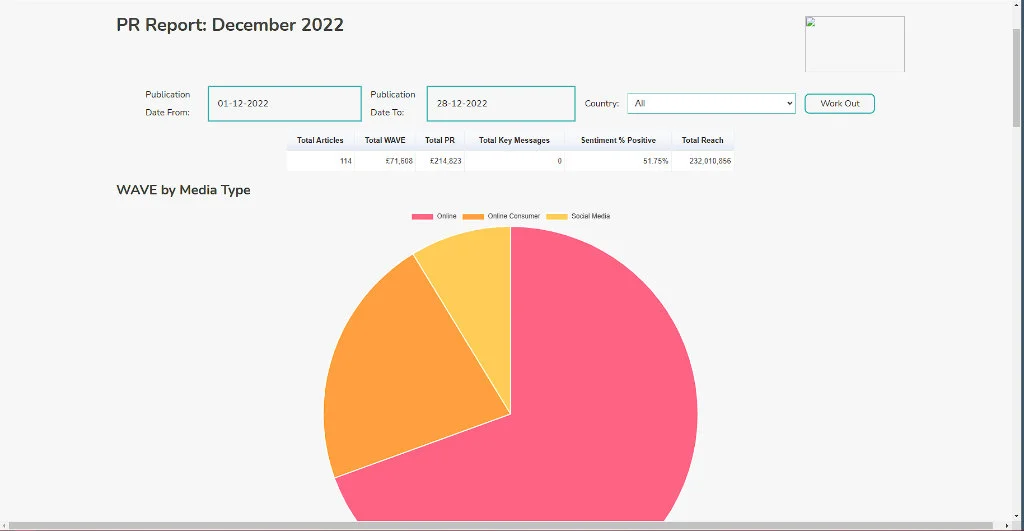 PR Report: December 2022
Publication Date From:
01-12-2022
Publication Date To:
28-12-2022
Country:
All
Work Out
Total Articles Total WAVE Total PR Total Key Messages Sentiment % Positive Total Reach
114 £71,608 £214,823 0 51.75% 232,010,856
WAVE by Media Type
Online Online Consumer Social Media